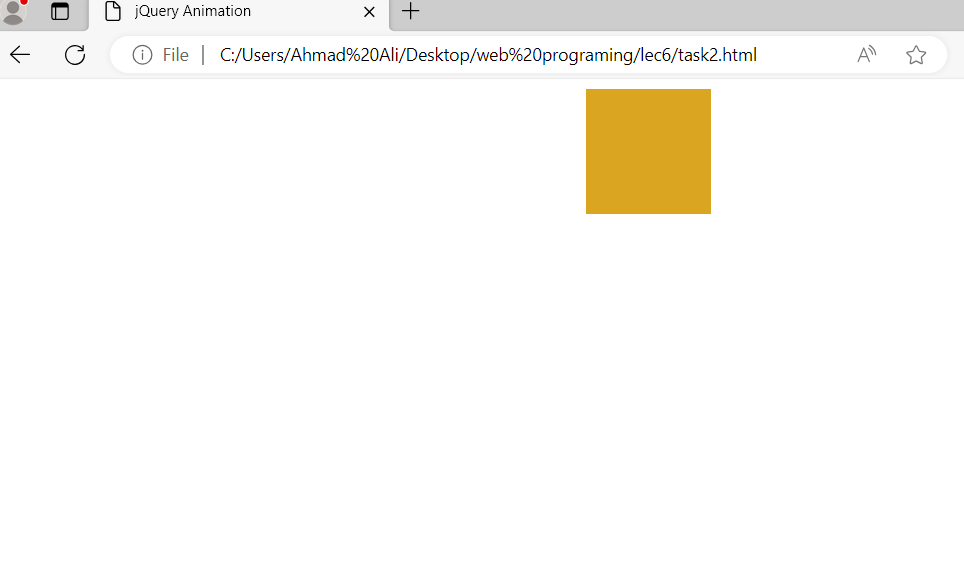 jQuery Animation
File | C:/Users/Ahmad%20Ali/Desktop/web%20programing/lec6/task2.html